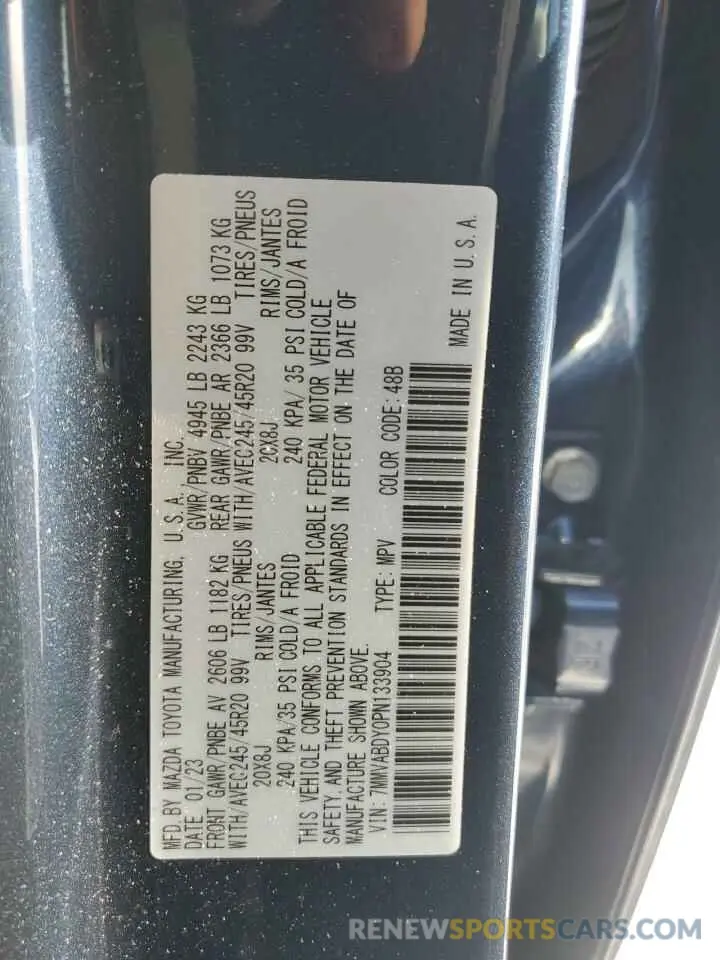 MFD.BY MAZDA TOYOTA MANUFACTURING, U.S.A. INC.
DATE 01/23 GVWR/PNBV 4945 LB 2243 KG
FRONT GAWR/PNBE AV 2606 LB 1182 KG REAR GAWR/PNBE AR 2366 LB 1073 KG
WITH/AVEC245/45R20 99V TIRES/PNEUS WITH/AVEC245/45R20 99V TIRES/PNEUS
20X8J RIMS/JANTES 2CX8J RIMS/JANTES
240 KPA/35 PSI COLD/A FROID 240 KPA/ 35 PSI COLD/A FROID
THIS VEHICLE CONFORMS TO ALL APPLICABLE FEDERAL MOTOR VEHICLE
SAFETY, AND THEFT PREVENTION STANDARDS IN EFFECT ON THE DATE OF
MANUFACTURE SHOWN ABOVE.
VIN: 7MMVABDY0PN133904 TYPE: MPV COLOR CODE: 48B
MADE IN U.S.A.
RENEWSPORTSCARS.COM